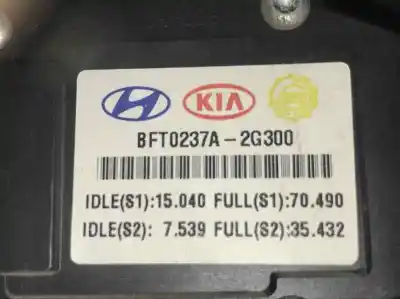 KIA
BFT0237A-2G300
IDLE(S1):15.040 FULL(S1):70.490
IDLE(S2): 7.539 FULL(S2):35.432